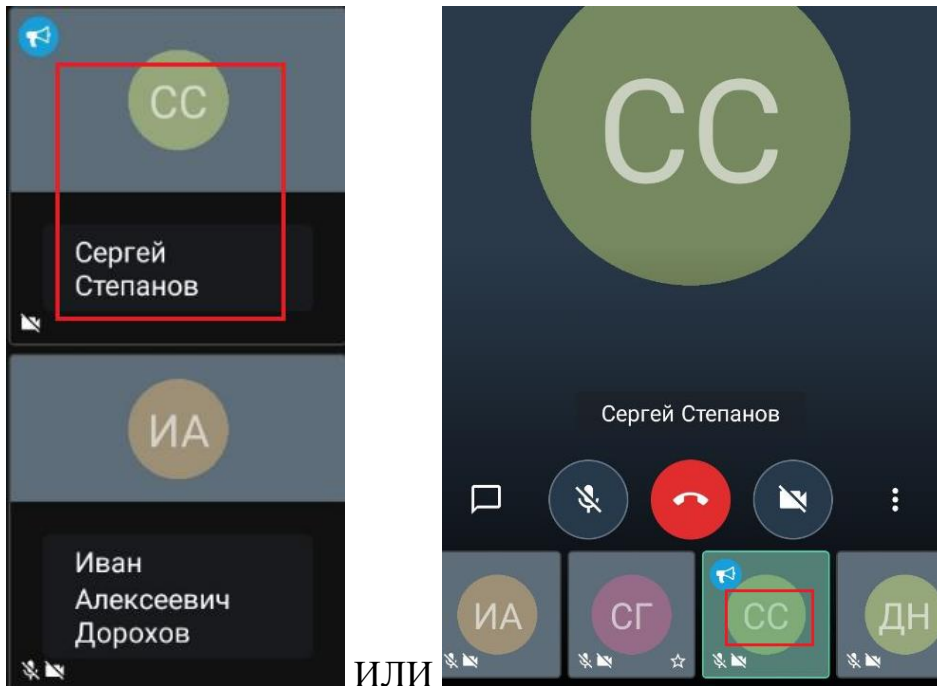 СС
Сергей
Степанов
ИА
Иван
Алексеевич
Дорохов
ИЛИ
СС
Сергей Степанов
ИА
СГ
СС
ДН